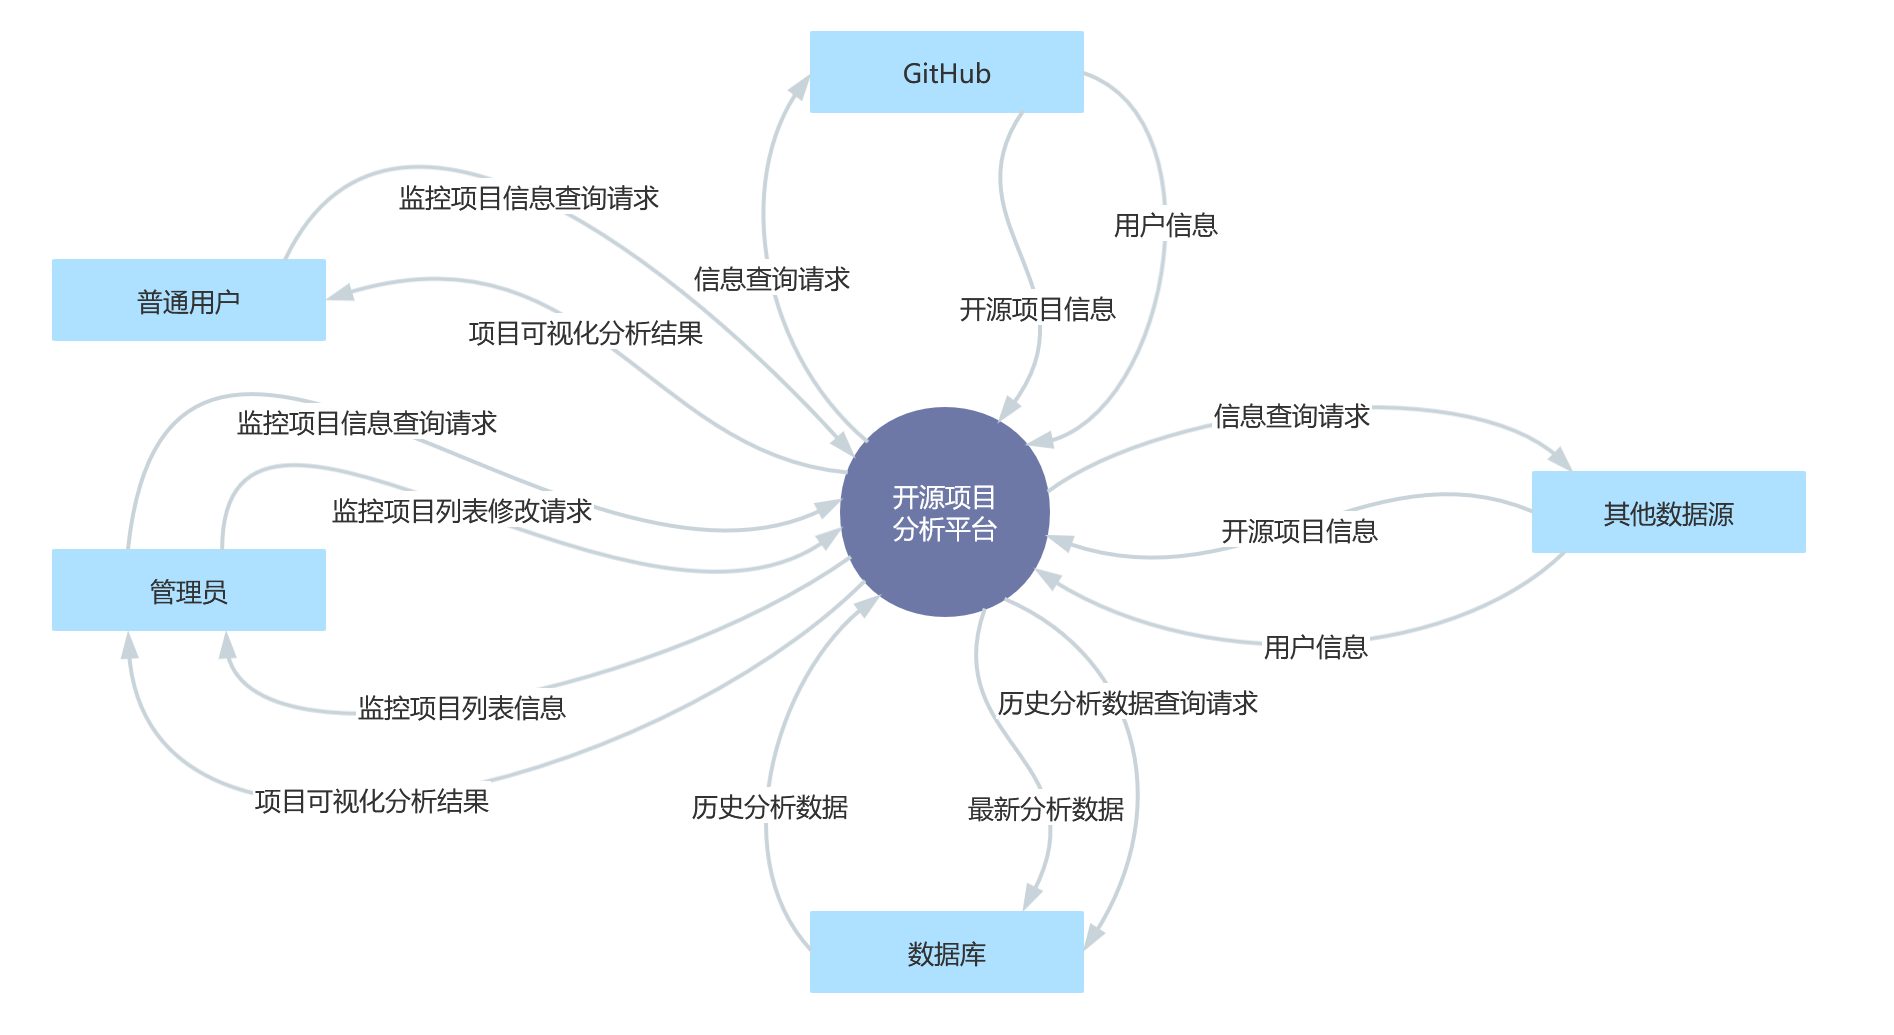 GitHub
监控项目信息查询请求
用户信息
信息查询请求
普通用户
开源项目信息
项目可视化分析结果
信息查询请求
监控项目信息查询请求
开源项目
分析平台
监控项目列表修改请求
其他数据源
开源项目信息
管理员
用户信息
历史分析数据查询请求
监控项目列表信息
项目可视化分析结果
历史分析数据
最新分析数据
数据库